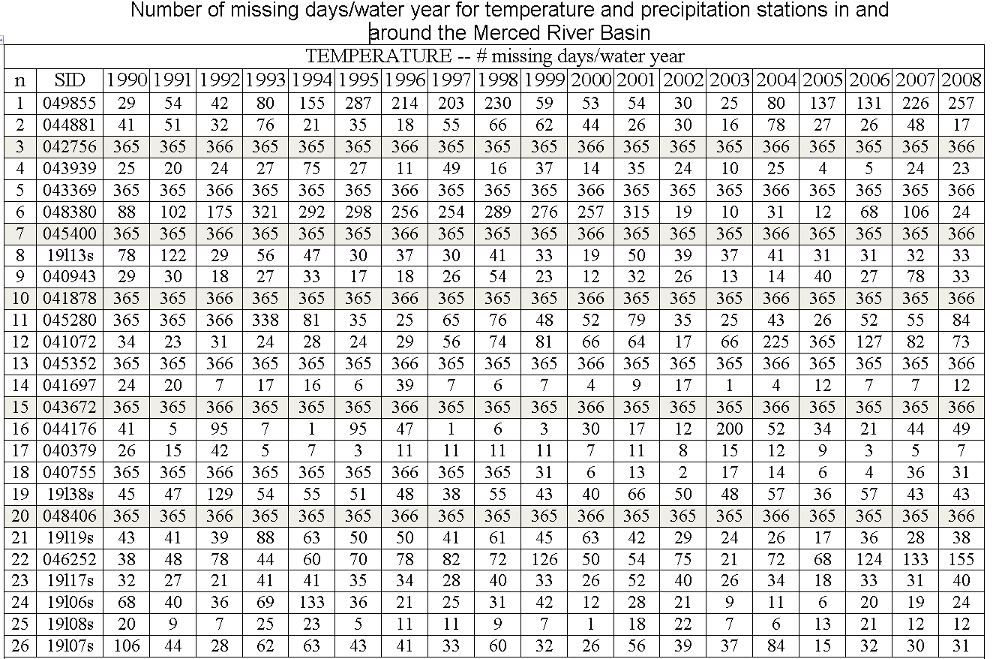 Number of missing days/water year for temperature and precipitation stations in and
around the Merced River Basin
TEMPERATURE -- # missing days/water year
n SID 1990 1991 1992 1993 1994 1995 1996 1997 1998 1999 2000 2001 2002 2003 2004 2005 2006 2007 2008
1 049855 29 54 42 80 155 287 214 203 230 59 53 54 30 25 80 137 131 226 257
2 044881 41 51 32 76 21 35 18 55 66 62 44 26 30 16 78 27 26 48 17
3 042756 365 365 366 365 365 365 366 365 365 365 366 365 365 365 366 365 365 365 366
4 043939 25 20 24 27 75 27 11 49 16 37 14 35 24 10 25 4 5 24 23
5 043369 365 365 366 365 365 365 366 365 365 365 366 365 365 365 366 365 365 365 366
6 048380 88 102 175 321 292 298 256 254 289 276 257 315 19 10 31 12 68 106 24
7 045400 365 365 366 365 365 365 366 365 365 365 366 365 365 365 366 365 365 365 366
8 19l13s 78 122 29 56 47 30 37 30 41 33 19 50 39 37 41 31 31 32 33
9 040943 29 30 18 27 33 17 18 26 54 23 12 32 26 13 14 40 27 78 33
10 041878 365 365 366 365 365 365 366 365 365 365 366 365 365 365 366 365 365 365 366
11 045280 365 365 366 338 81 35 25 65 76 48 52 79 35 25 43 26 52 55 84
12 041072 34 23 31 24 28 24 29 56 74 81 66 64 17 66 225 365 127 82 73
13 045352 365 365 366 365 365 365 366 365 365 365 366 365 365 365 366 365 365 365 366
14 041697 24 20 7 17 16 6 39 7 6 7 4 9 17 1 4 12 7 7 12
15 043672 365 365 366 365 365 365 366 365 365 365 366 365 365 365 366 365 365 365 366
16 044176 41 5 95 7 1 95 47 1 6 3 30 17 12 200 52 34 21 44 49
17 040379 26 15 42 5 7 3 11 11 11 11 7 11 8 15 12 9 3 5 7
18 040755 365 365 366 365 365 365 366 365 365 31 6 13 2 17 14 6 4 36 31
19 19l38s 45 47 129 54 55 51 48 38 55 43 40 66 50 48 57 36 57 43 43
20 048406 365 365 366 365 365 365 366 365 365 365 366 365 365 365 366 365 365 365 366
21 19l19s 43 41 39 88 63 50 50 41 61 45 63 42 29 24 26 17 36 28 38
22 046252 38 48 78 44 60 70 78 82 72 126 50 54 75 21 72 68 124 133 155
23 19l17s 32 27 21 41 41 35 34 28 40 33 26 52 40 26 34 18 33 31 40
24 19l06s 68 40 36 69 133 36 21 25 31 42 12 28 21 9 11 6 20 19 24
25 19l08s 20 9 7 25 23 5 11 11 9 7 1 18 22 7 6 13 21 12 12
26 19l07s 106 44 28 62 63 43 41 33 60 32 26 56 39 37 84 15 32 30 31